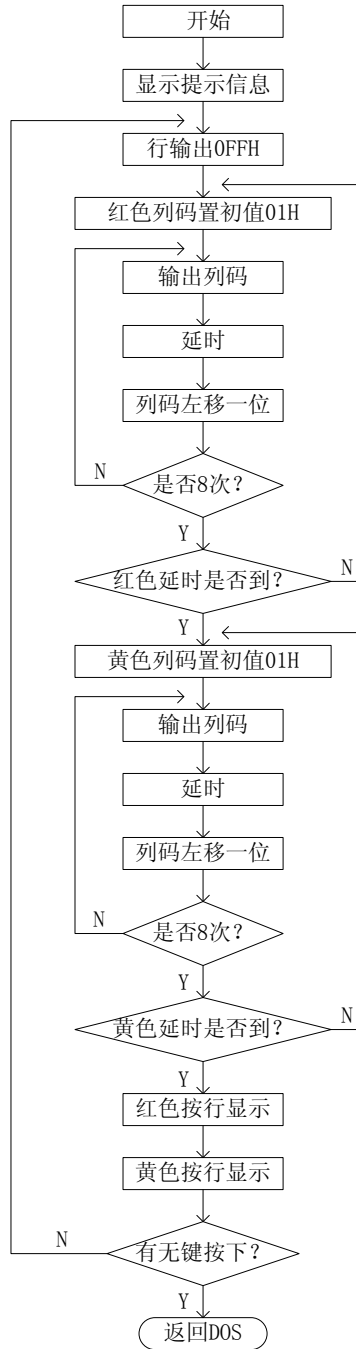 开始
显示提示信息
行输出0FFH
红色列码置初值01H
输出列码
延时
列码左移一位
N
是否8次？
Y
红色延时是否到？
N
Y
黄色列码置初值01H
输出列码
延时
列码左移一位
N
是否8次？
Y
黄色延时是否到？
N
Y
红色按行显示
黄色按行显示
N
有无键按下？
Y
返回DOS